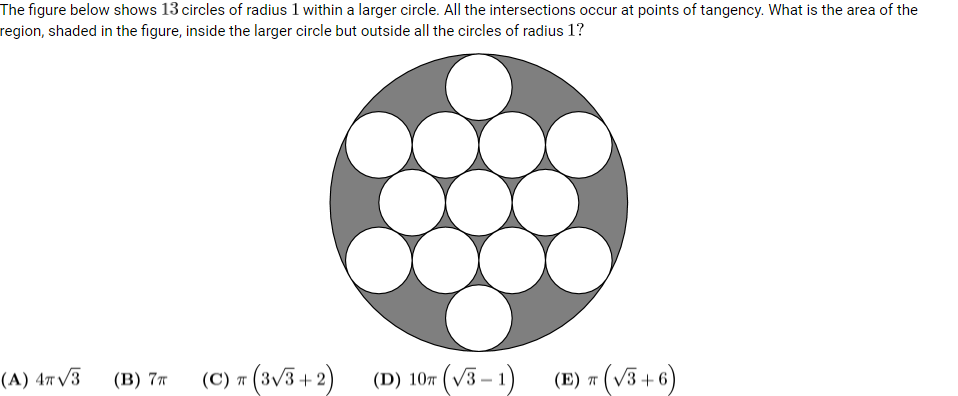 The figure below shows 13 circles of radius 1 within a larger circle. All the intersections occur at points of tangency. What is the area of the
region, shaded in the figure, inside the larger circle but outside all the circles of radius 1?
(A) 4π√3 (B) 7π (C) π(3√3 + 2) (D) 10π(√3 − 1) (E) π(√3 + 6)